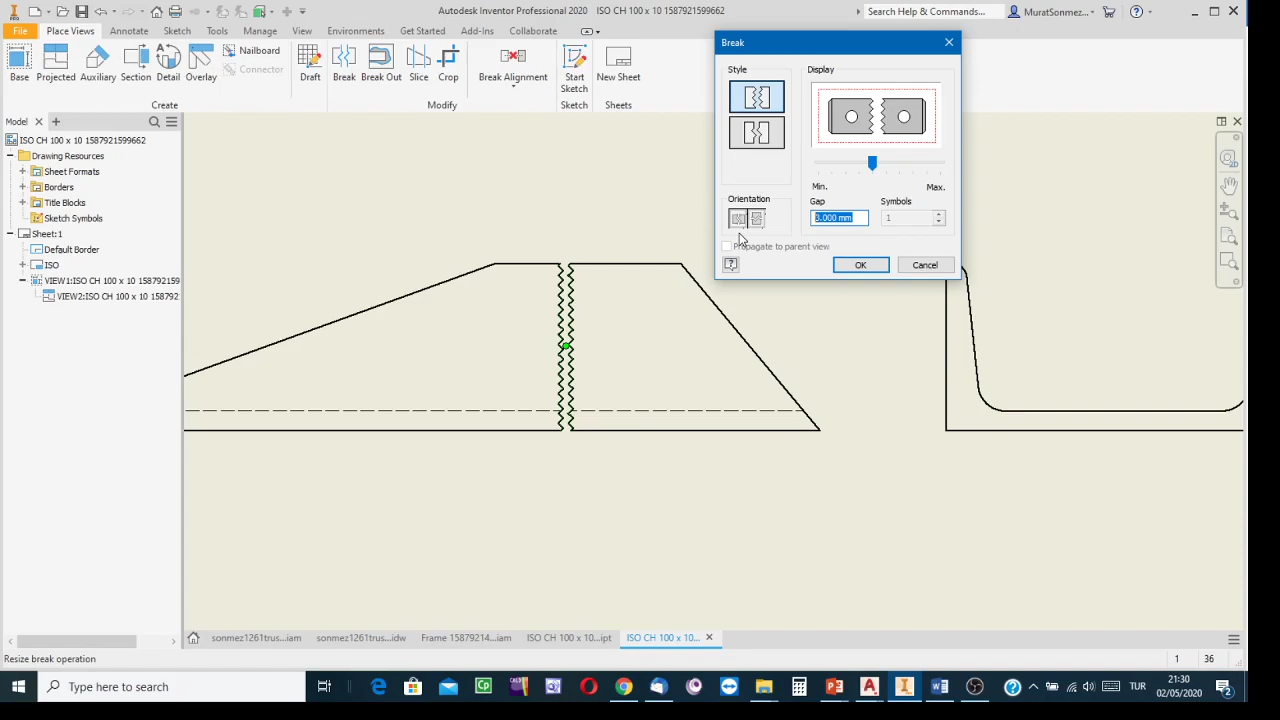 PRO
Autodesk Inventor Professional 2020 ISO CH 100 x 10 1587921599662
Search Help & Commands...
MuratSonmez...
File Place Views Annotate Sketch Tools Manage Environments View Get Started Add-Ins Collaborate
Base
Projected
Auxiliary
Section
Detail
Overlay
Nailboard
Connector
Draft
Break
Break Out
Slice
Crop
Break Alignment
Start
Sketch
New Sheet
Create
Modify
Sketch
Sheets
Model
ISO CH 100 x 10 1587921599662
Drawing Resources
Sheet Formats
Borders
Title Blocks
Sketch Symbols
Sheet:1
Default Border
ISO
VIEW1:ISO CH 100 x 10 158792159
VIEW2:ISO CH 100 x 10 158792
Break
Style
Display
Min.
Max.
Orientation
Gap
Symbols
3.000 mm
1
Propagate to parent view
OK
Cancel
sonmez1261trus...iam
sonmez1261trus...idw
Frame 15879214...iam
ISO CH 100 x 10...ipt
ISO CH 100 x 10...
Resize break operation
1 36
Type here to search
Cp
TUR
21:30
02/05/2020
2